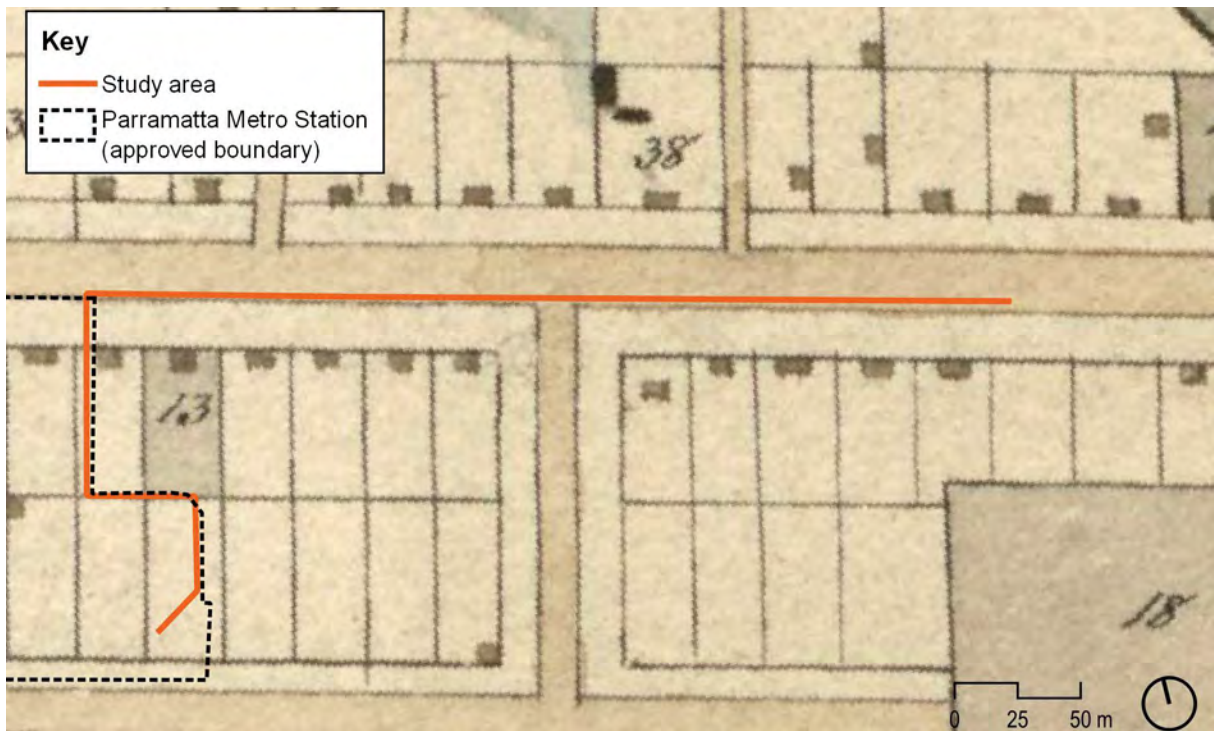 Key
Study area
Parramatta Metro Station
(approved boundary)
38
13
18
0 25 50 m